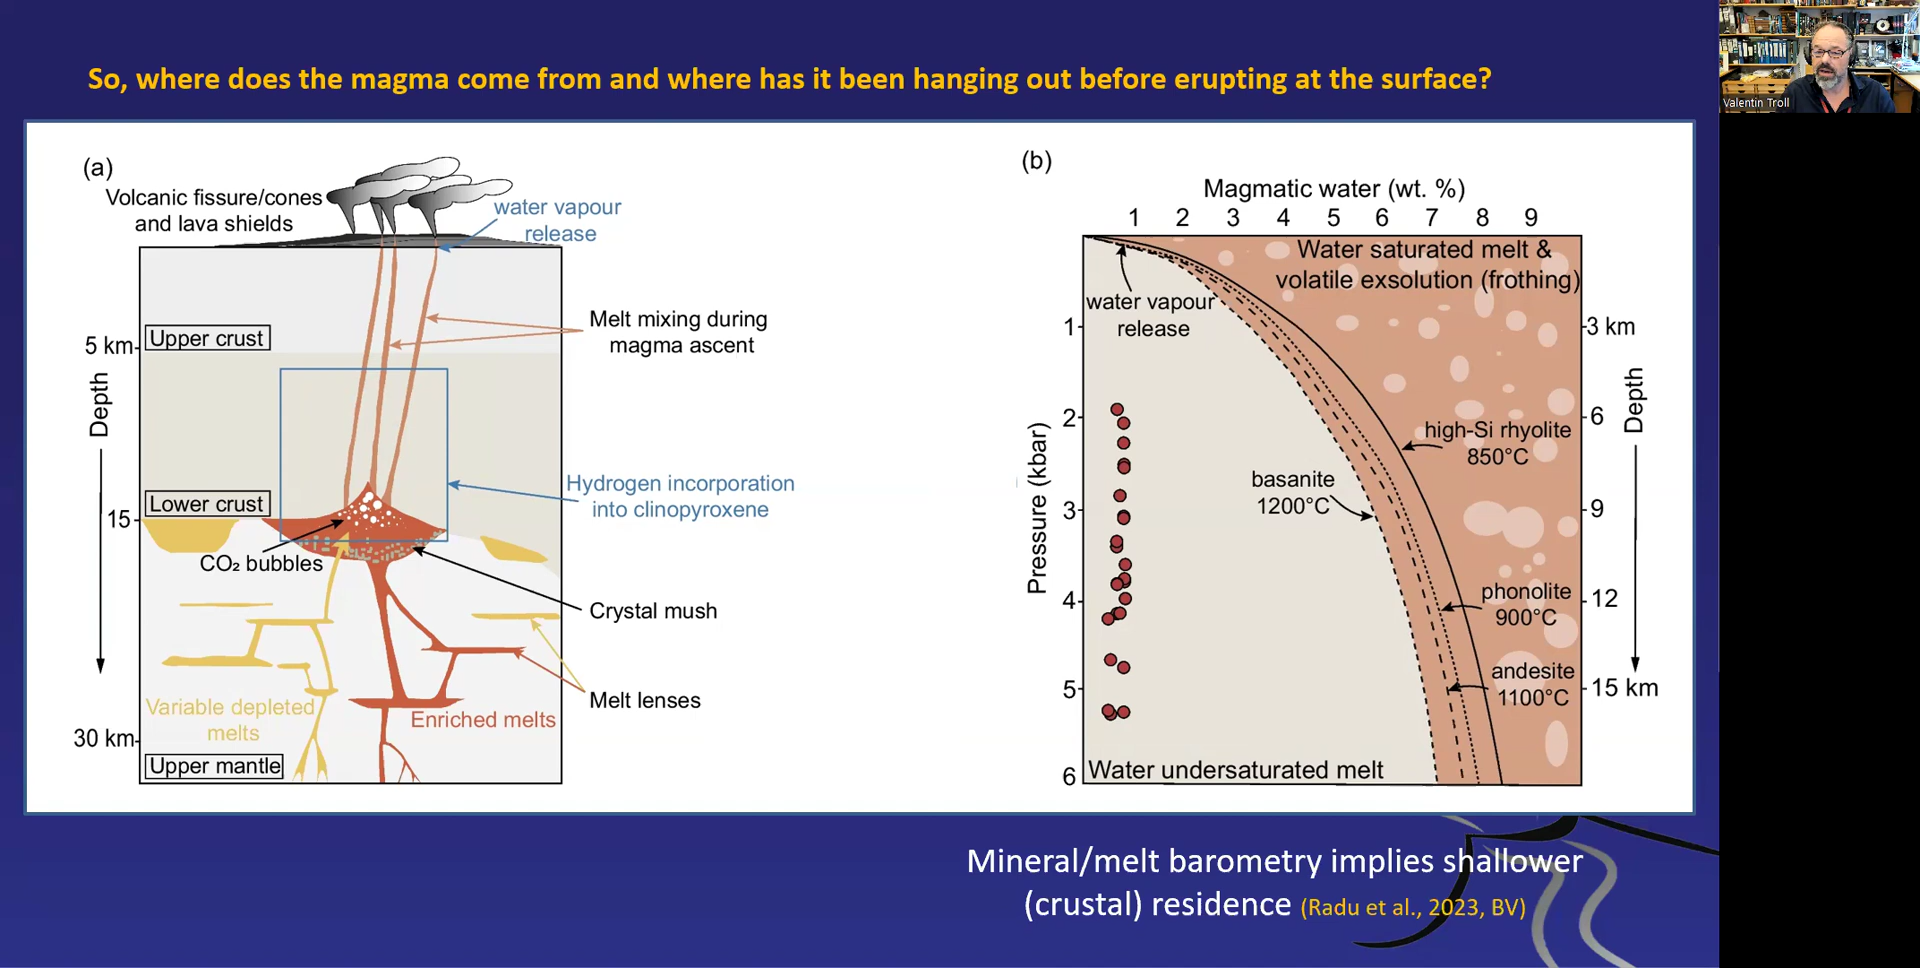 So, where does the magma come from and where has it been hanging out before erupting at the surface?
Valentin Troll
(a)
Volcanic fissure/cones
and lava shields
water vapour
release
Upper crust
5 km
Melt mixing during
magma ascent
Depth
Hydrogen incorporation
into clinopyroxene
Lower crust
15
CO₂ bubbles
Crystal mush
Melt lenses
Variable depleted
melts
Enriched melts
30 km
Upper mantle
(b)
Magmatic water (wt. %)
1 2 3 4 5 6 7 8 9
Water saturated melt &
volatile exsolution (frothing)
water vapour
release
1
2
3
4
5
6
Pressure (kbar)
3 km
6
9
12
15 km
Depth
high-Si rhyolite
850°C
basanite
1200°C
phonolite
900°C
andesite
1100°C
Water undersaturated melt
Mineral/melt barometry implies shallower
(crustal) residence (Radu et al., 2023, BV)